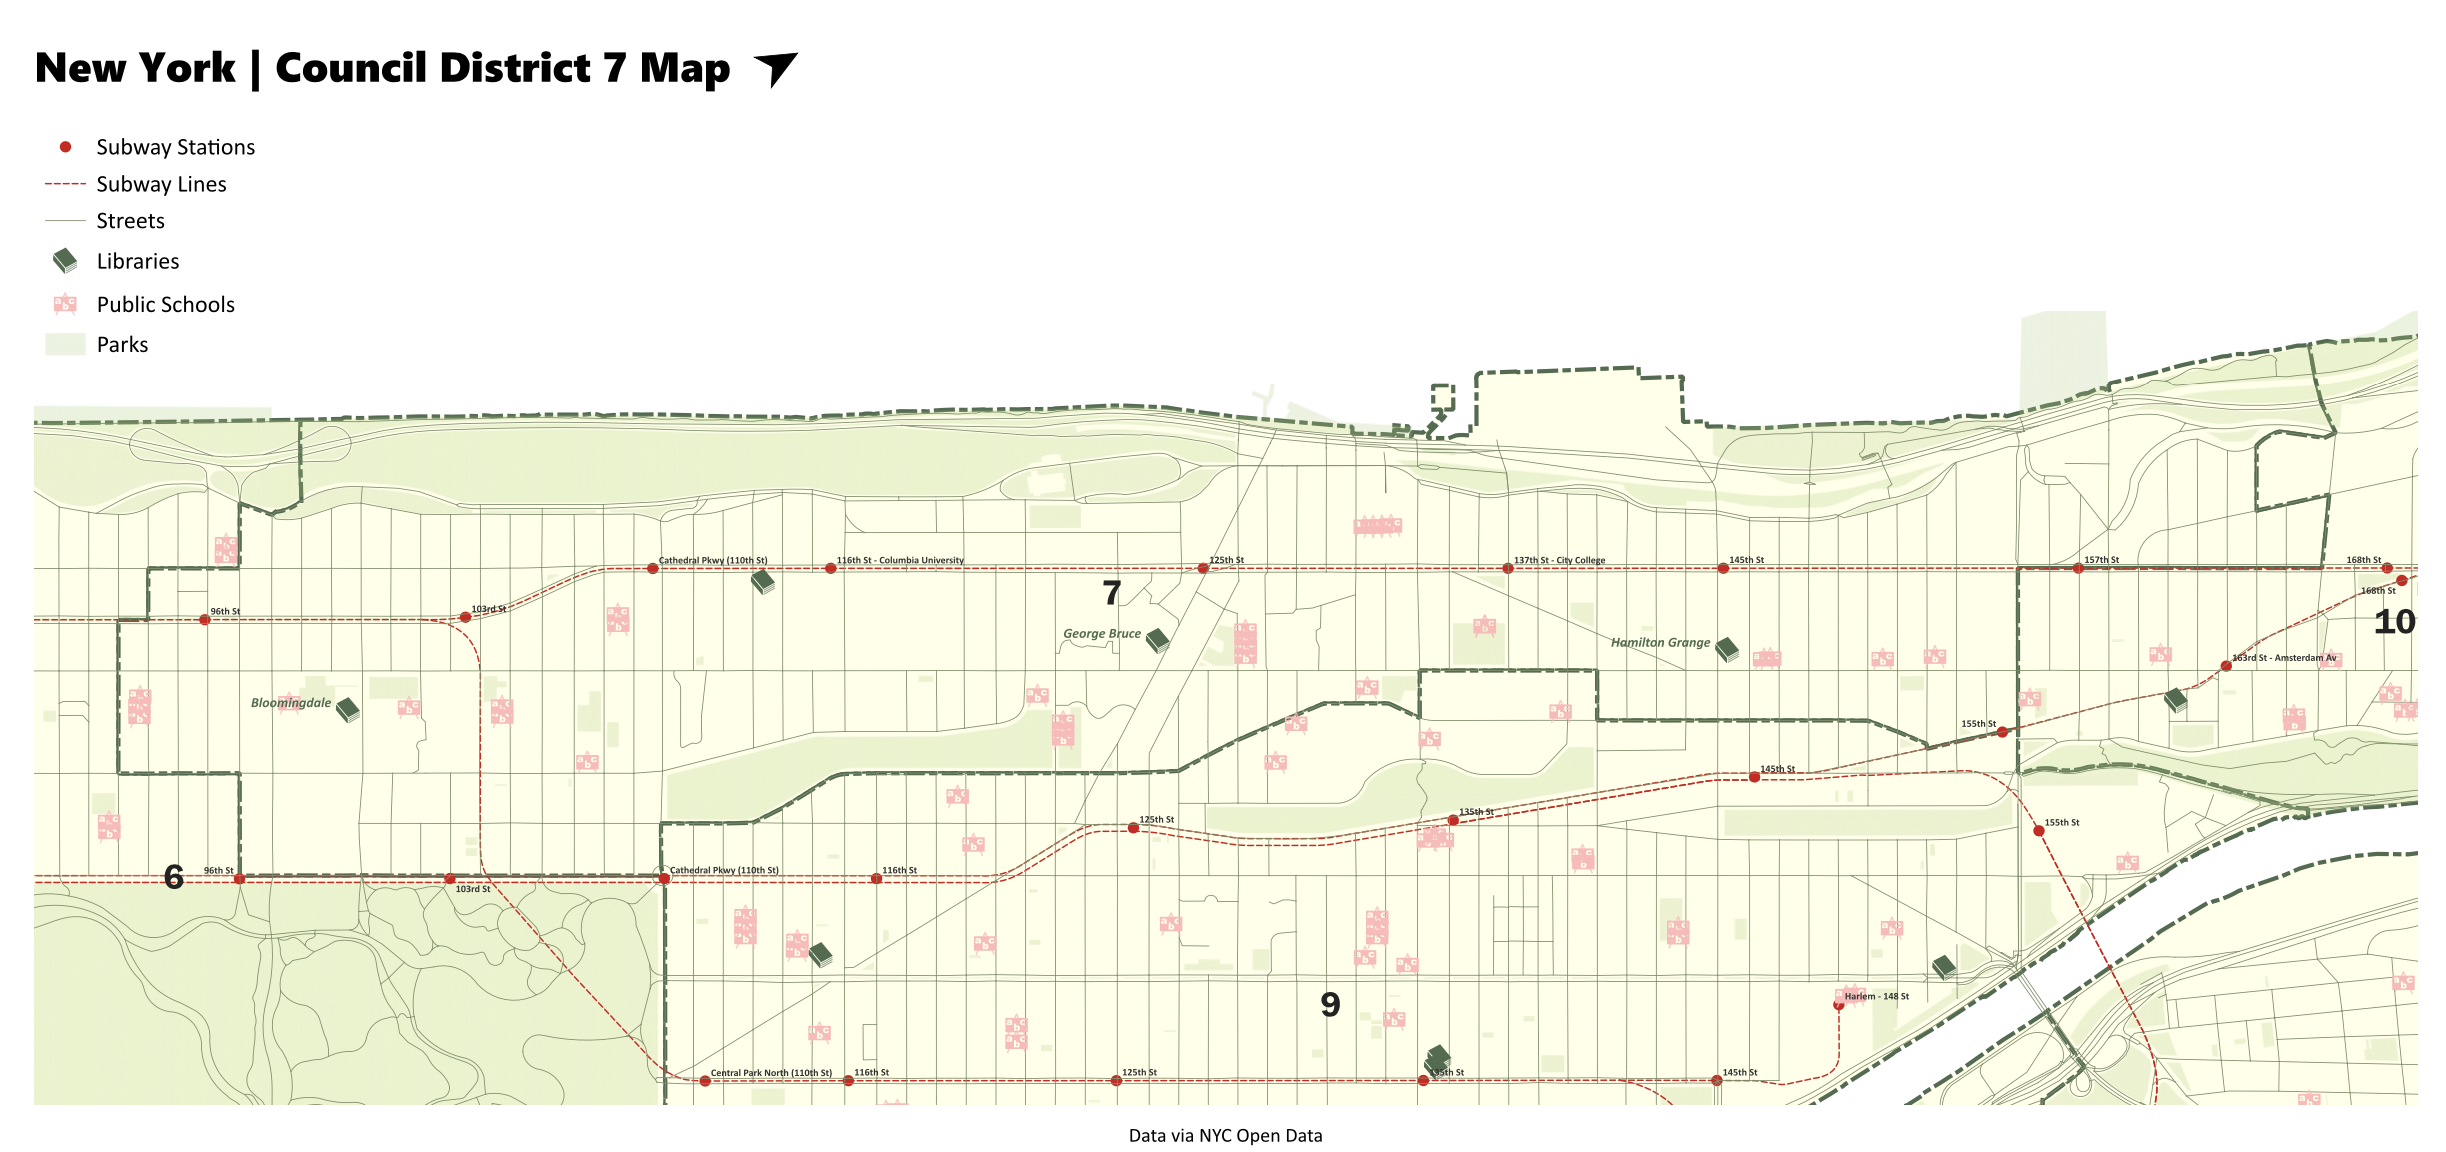 New York | Council District 7 Map
Subway Stations
Subway Lines
Streets
Libraries
Public Schools
Parks
Cathedral Pkwy (110th St)
116th St - Columbia University
125th St
137th St - City College
145th St
157th St
168th St
168th St
7
96th St
103rd St
George Bruce
Hamilton Grange
10
163rd St - Amsterdam Av
Bloomingdale
155th St
145th St
135th St
125th St
155th St
6
96th St
103rd St
Cathedral Pkwy (110th St)
116th St
9
Harlem - 148 St
Central Park North (110th St)
116th St
125th St
135th St
145th St
Data via NYC Open Data